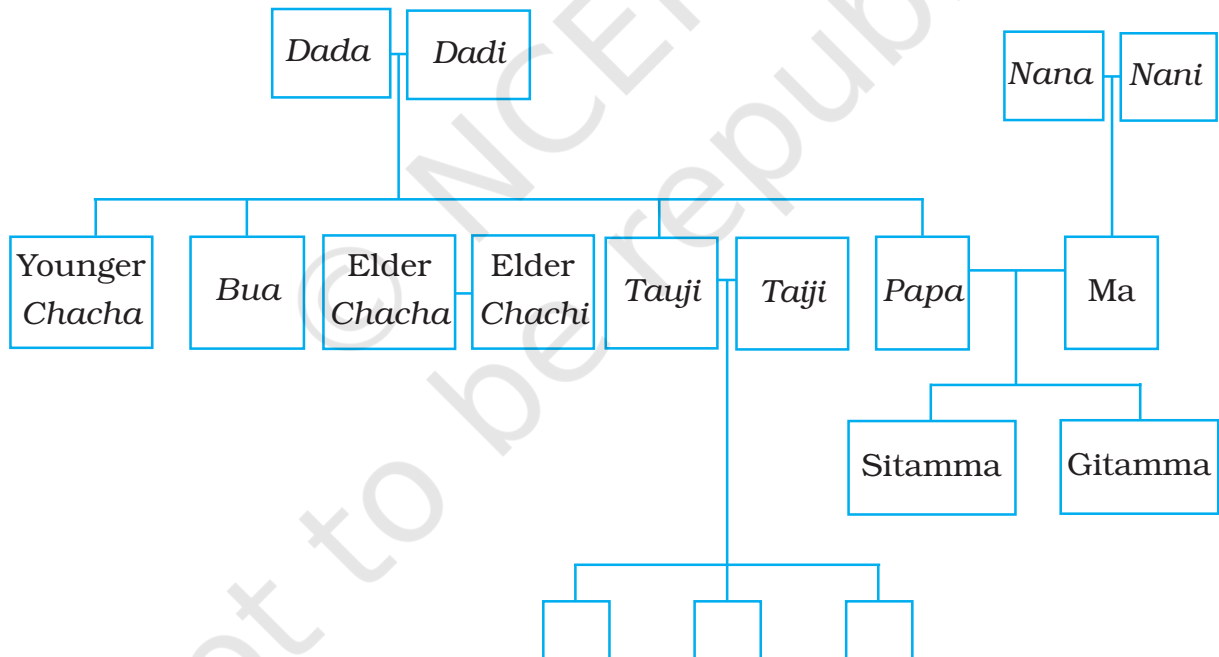 Dada Dadi
Nana Nani
Younger Chacha
Bua
Elder Chacha
Elder Chachi
Tauji
Taiji
Papa
Ma
Sitamma
Gitamma